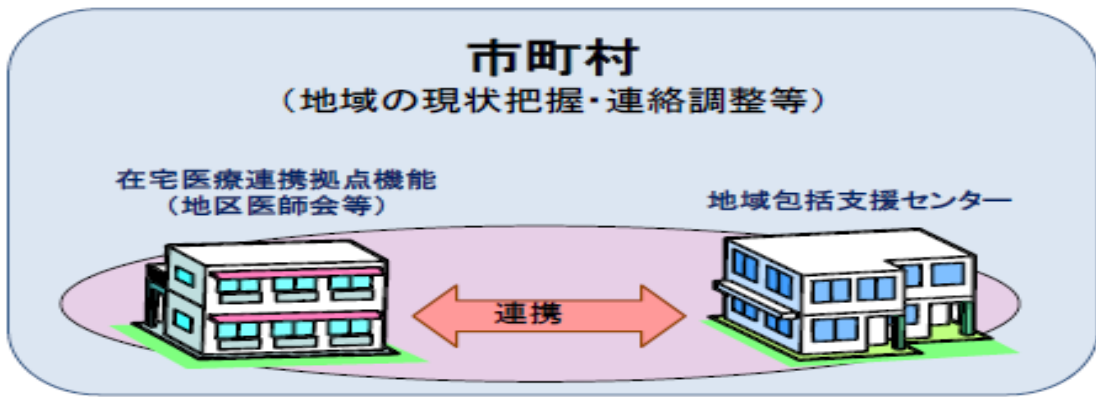 市町村
（地域の現状把握・連絡調整等）
在宅医療連携拠点機能
（地区医師会等）
地域包括支援センター
連携